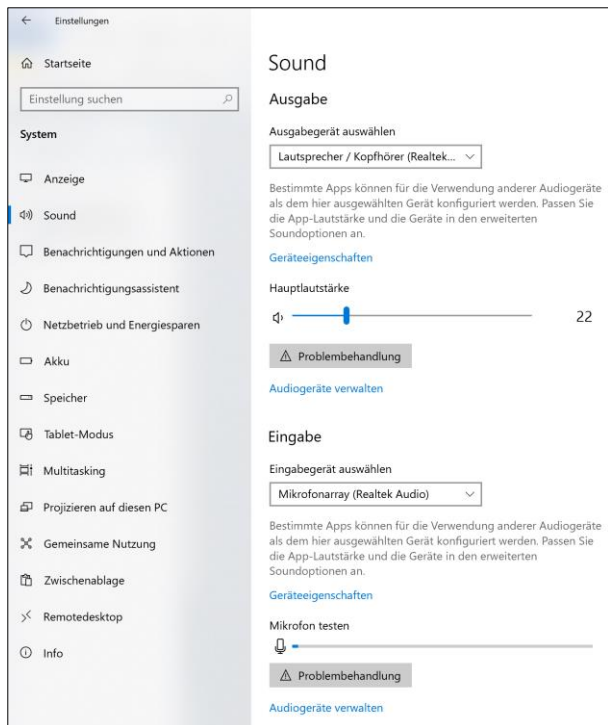 Einstellungen
Startseite
Einstellung suchen
System
Anzeige
Sound
Benachrichtigungen und Aktionen
Benachrichtigungsassistent
Netzbetrieb und Energiesparen
Akku
Speicher
Tablet-Modus
Multitasking
Projizieren auf diesen PC
Gemeinsame Nutzung
Zwischenablage
Remotedesktop
Info
Sound
Ausgabe
Ausgabegerät auswählen
Lautsprecher / Kopfhörer (Realtek...
Bestimmte Apps können für die Verwendung anderer Audiogeräte
als dem hier ausgewählten Gerät konfiguriert werden. Passen Sie
die App-Lautstärke und die Geräte in den erweiterten
Soundoptionen an.
Geräteeigenschaften
Hauptlautstärke
22
Problembehandlung
Audiogeräte verwalten
Eingabe
Eingabegerät auswählen
Mikrofonarray (Realtek Audio)
Bestimmte Apps können für die Verwendung anderer Audiogeräte
als dem hier ausgewählten Gerät konfiguriert werden. Passen Sie
die App-Lautstärke und die Geräte in den erweiterten
Soundoptionen an.
Geräteeigenschaften
Mikrofon testen
Problembehandlung
Audiogeräte verwalten